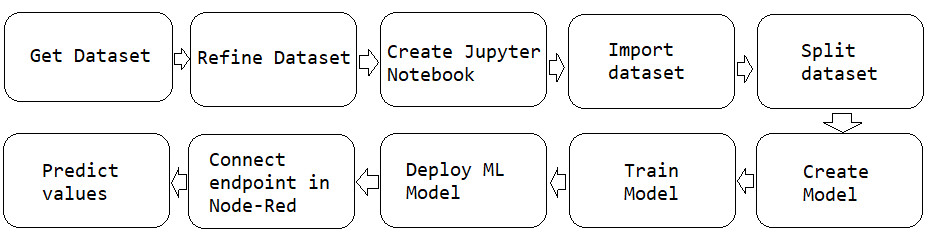 Get Dataset
Refine Dataset
Create Jupyter
Notebook
Import
dataset
Split
dataset
Create
Model
Train
Model
Deploy ML
Model
Connect
endpoint in
Node-Red
Predict
values